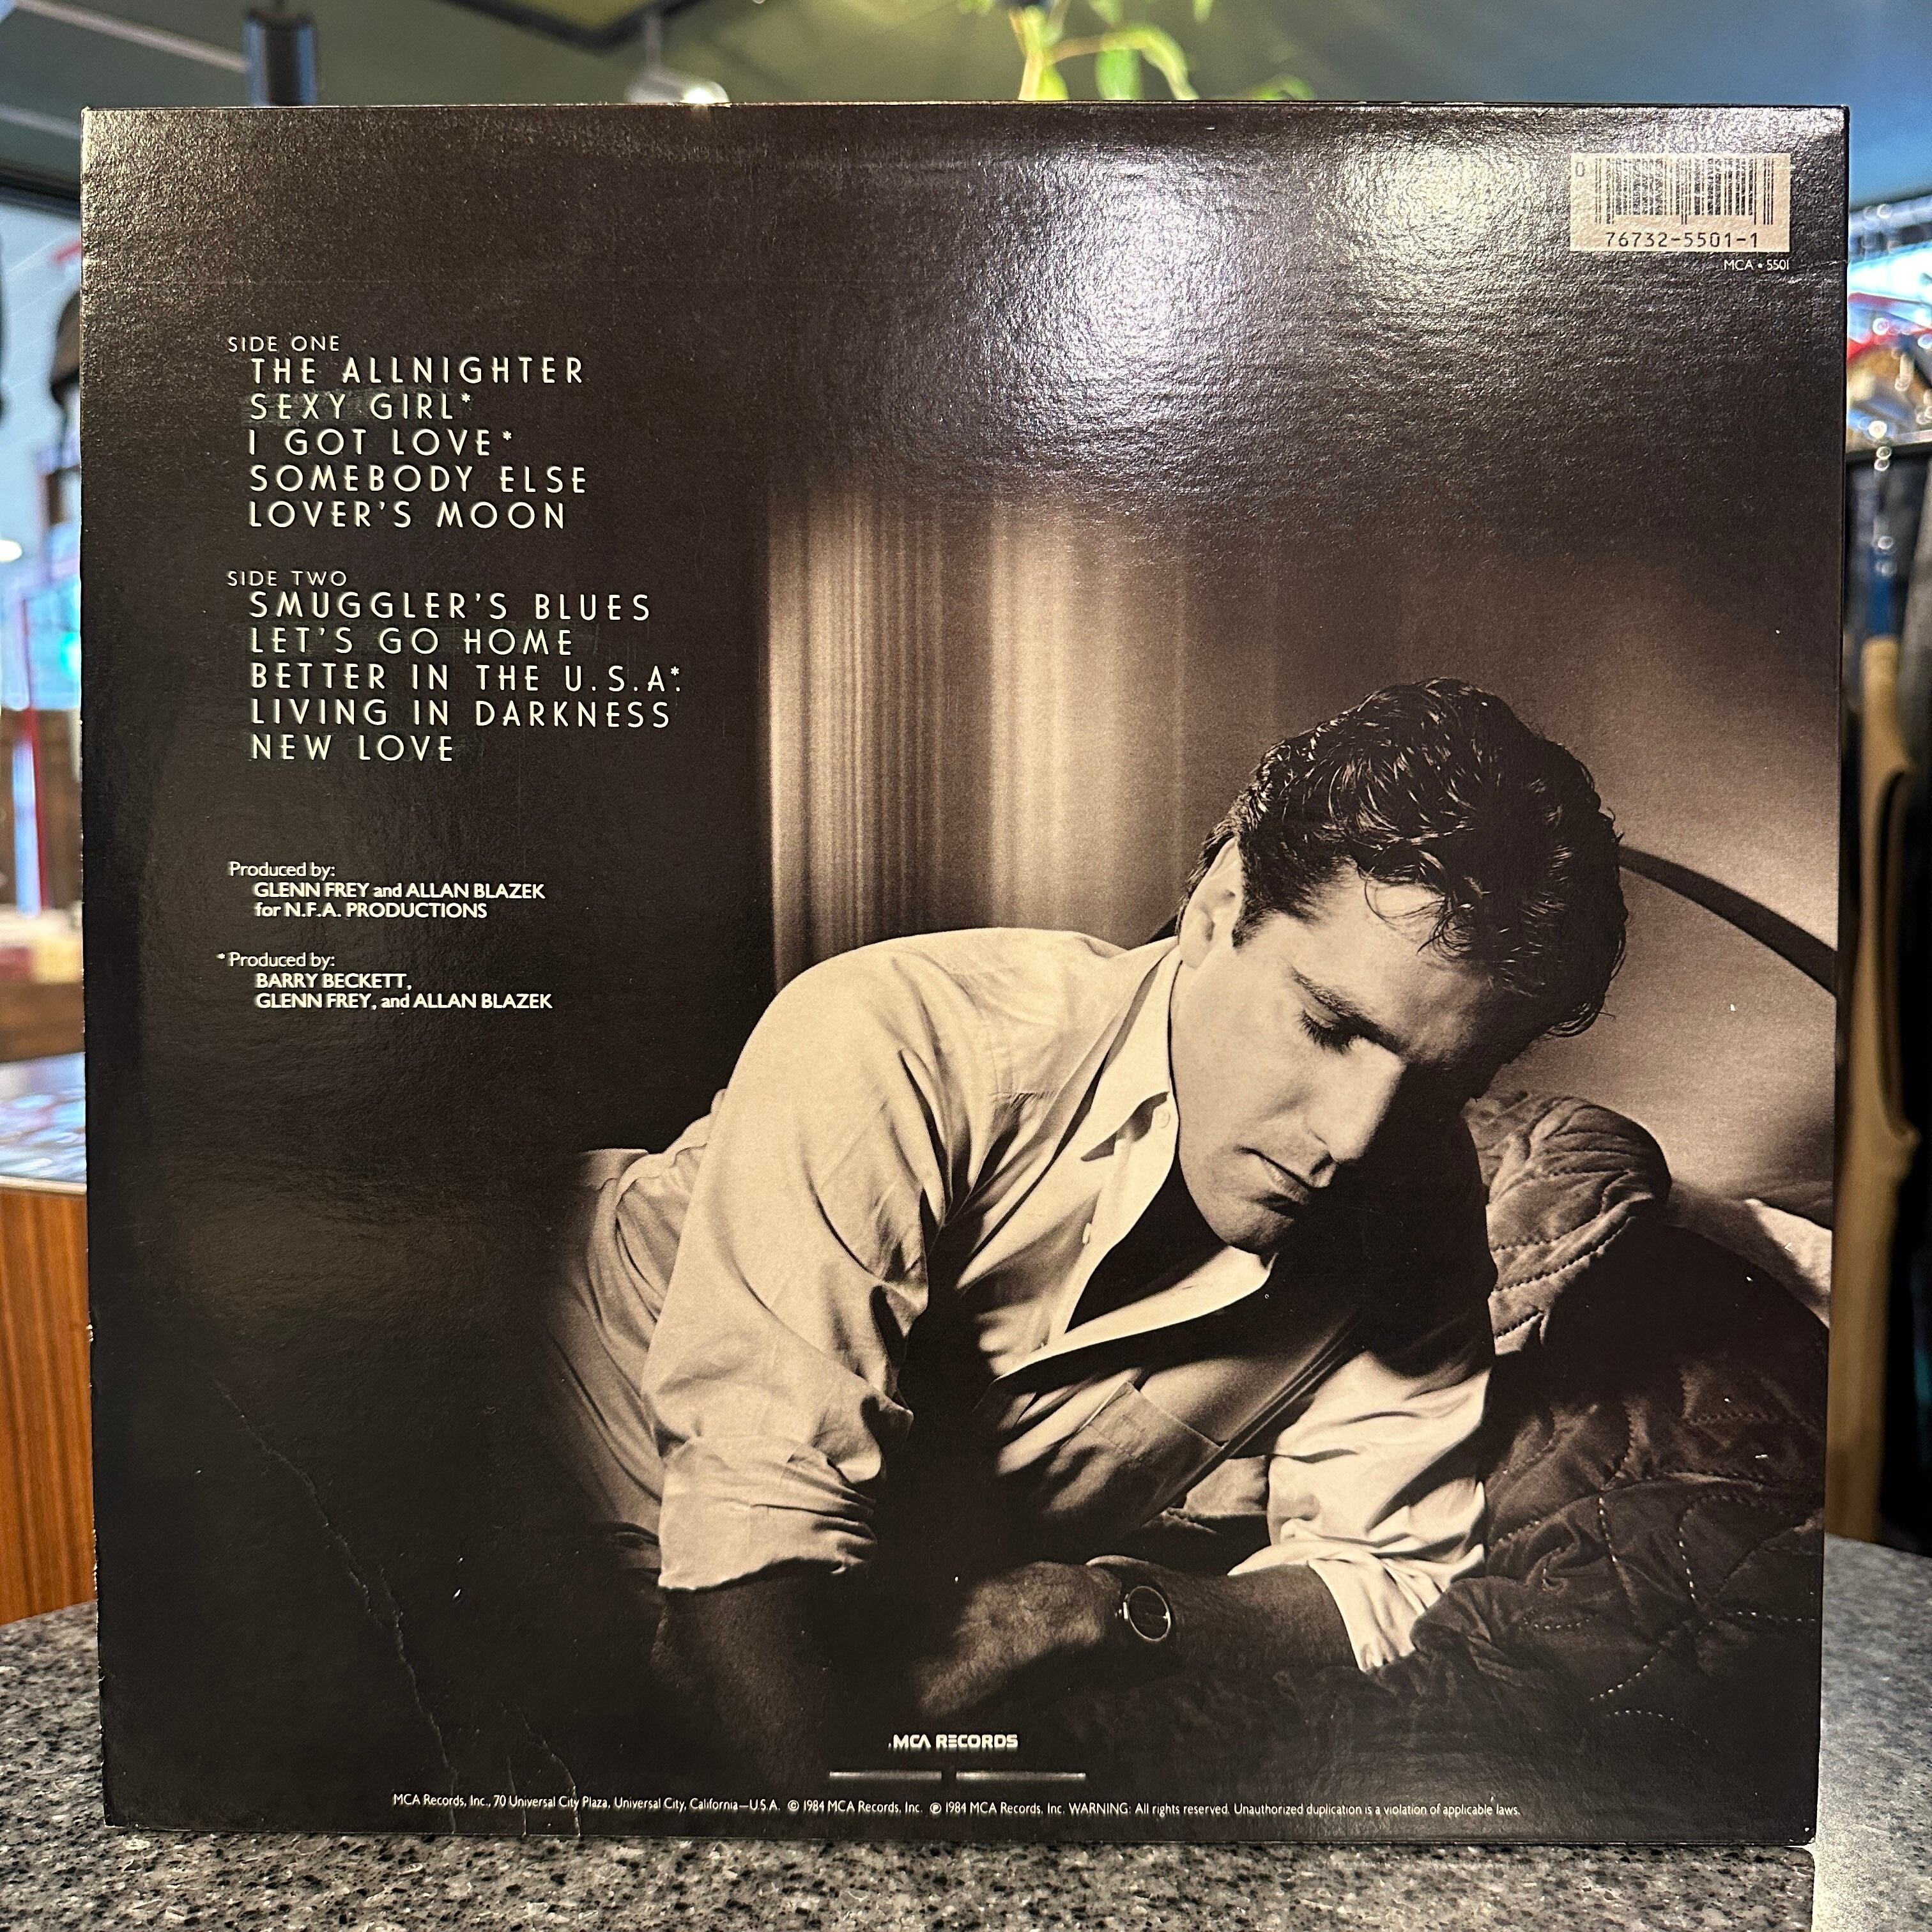 0
76732-5501-1
MCA • 5501
SIDE ONE
THE ALLNIGHTER
SEXY GIRL*
I GOT LOVE*
SOMEBODY ELSE
LOVER'S MOON
SIDE TWO
SMUGGLER'S BLUES
LET'S GO HOME
BETTER IN THE U.S.A.*
LIVING IN DARKNESS
NEW LOVE
Produced by:
GLENN FREY and ALLAN BLAZEK
for N.F.A. PRODUCTIONS
*Produced by:
BARRY BECKETT,
GLENN FREY, and ALLAN BLAZEK
MCA RECORDS
MCA Records, Inc., 70 Universal City Plaza, Universal City, California—U.S.A. © 1984 MCA Records, Inc. ℗ 1984 MCA Records, Inc. WARNING: All rights reserved. Unauthorized duplication is a violation of applicable laws.